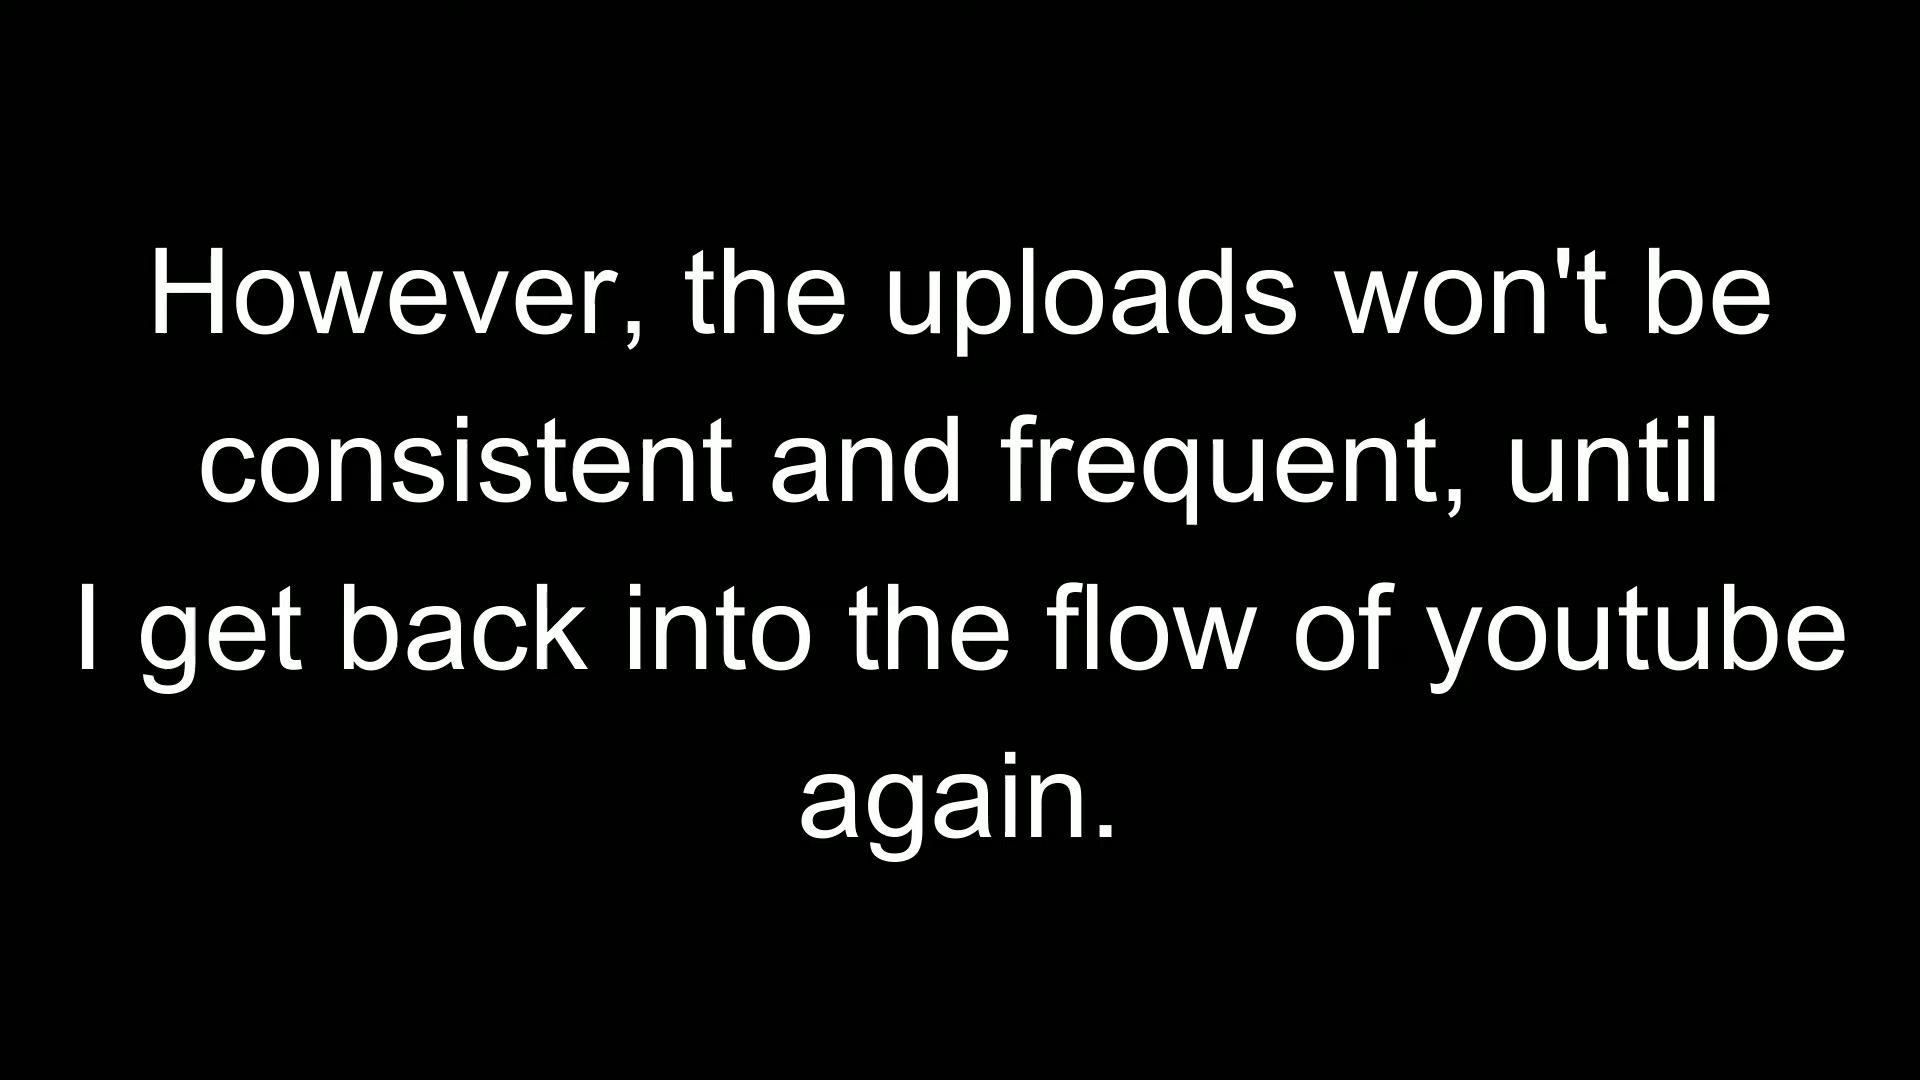 However, the uploads won't be
consistent and frequent, until
I get back into the flow of youtube
again.